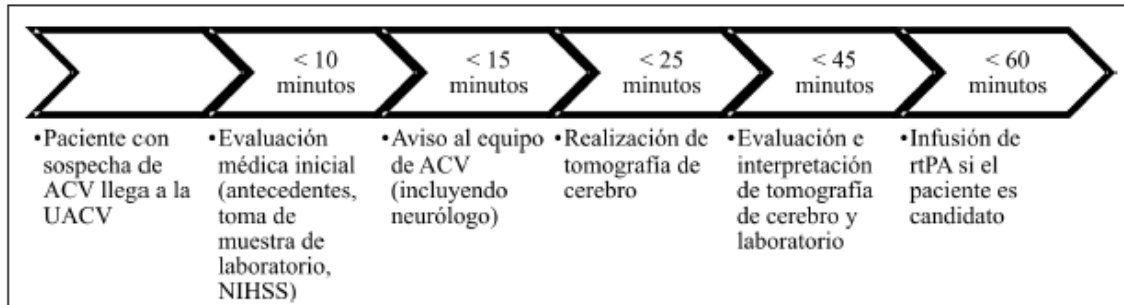 < 10
minutos
< 15
minutos
< 25
minutos
< 45
minutos
< 60
minutos
•Paciente con
sospecha de
ACV llega a la
UACV
•Evaluación
médica inicial
(antecedentes,
toma de
muestra de
laboratorio,
NIHSS)
•Aviso al equipo
de ACV
(incluyendo
neurólogo)
•Realización de
tomografía de
cerebro
•Evaluación e
interpretación
de tomografía
de cerebro y
laboratorio
•Infusión de
rtPA si el
paciente es
candidato